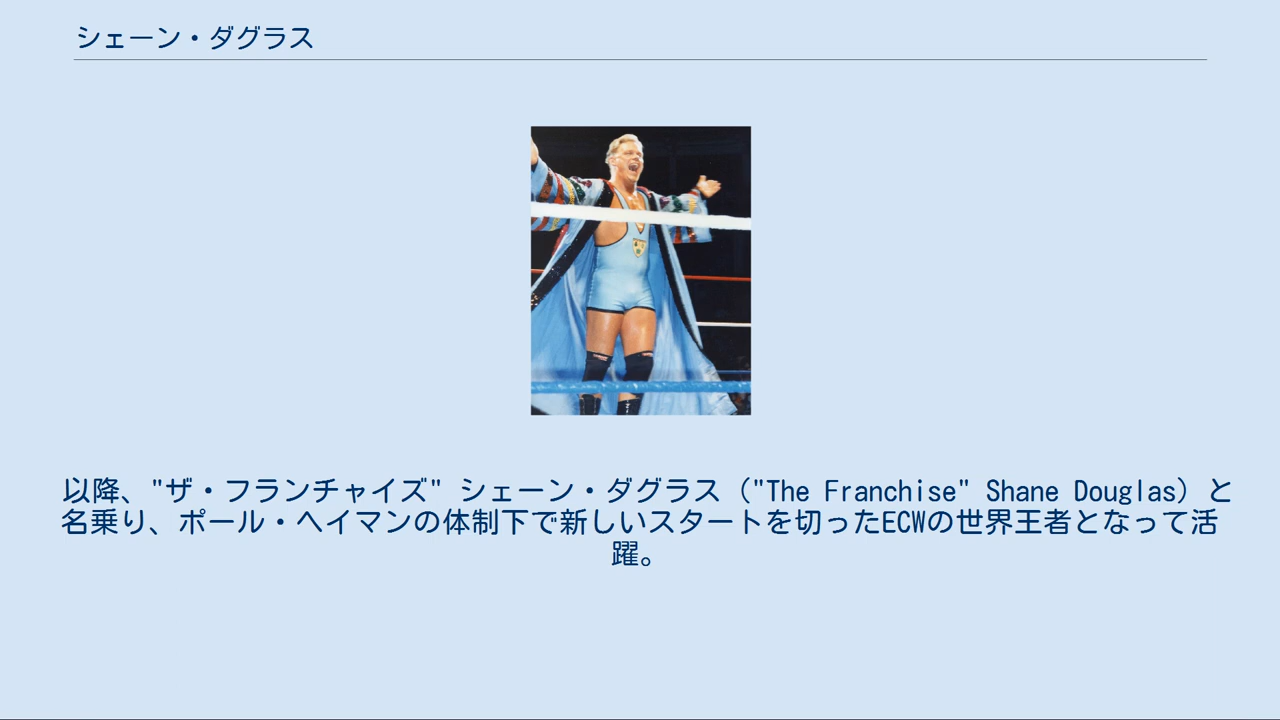 シェーン・ダグラス
以降、"ザ・フランチャイズ" シェーン・ダグラス（"The Franchise" Shane Douglas）と
名乗り、ポール・ヘイマンの体制下で新しいスタートを切ったECWの世界王者となって活
躍。